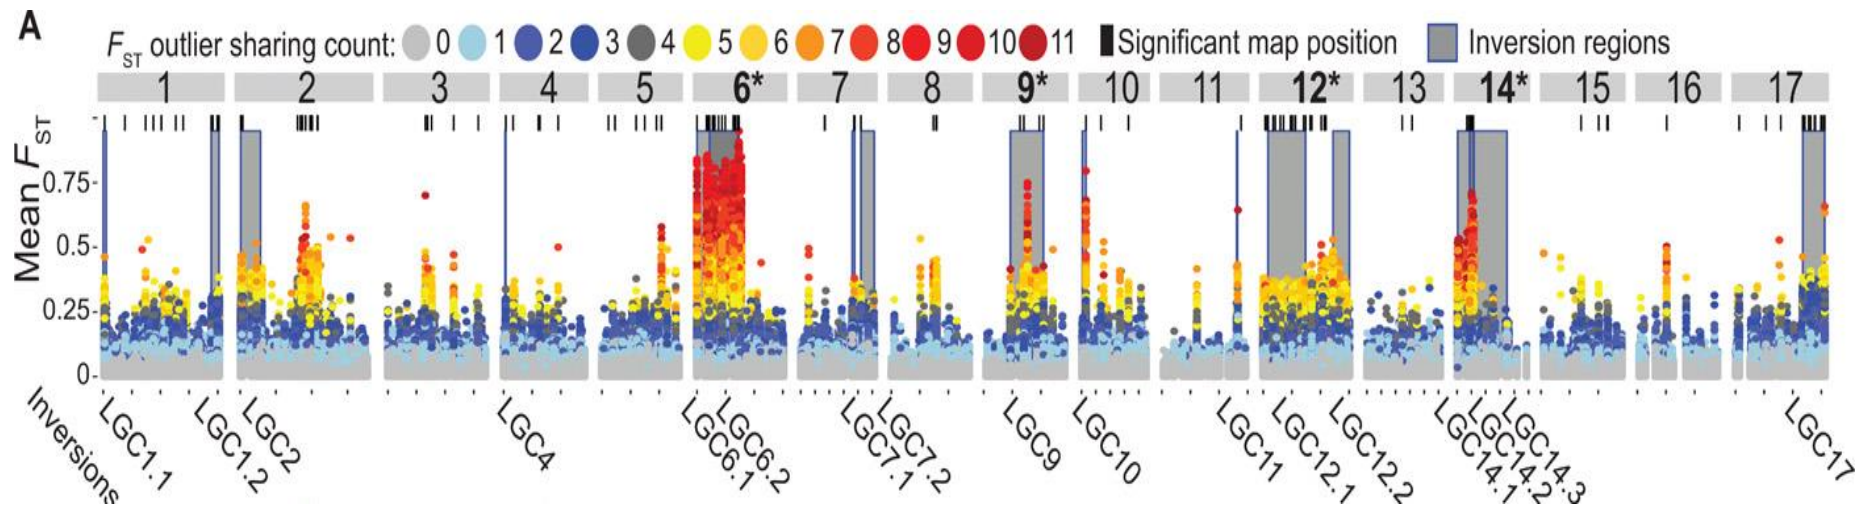 A
FST outlier sharing count: 0 1 2 3 4 5 6 7 8 9 10 11 Significant map position Inversion regions
1 2 3 4 5 6* 7 8 9* 10 11 12* 13 14* 15 16 17
Mean FST
0.75
0.5
0.25
0
Inversions
LGC1.1
LGC1.2
LGC2
LGC4
LGC6.1
LGC6.2
LGC7.1
LGC7.2
LGC9
LGC10
LGC11
LGC12.1
LGC12.2
LGC14.1
LGC14.2
LGC14.3
LGC17